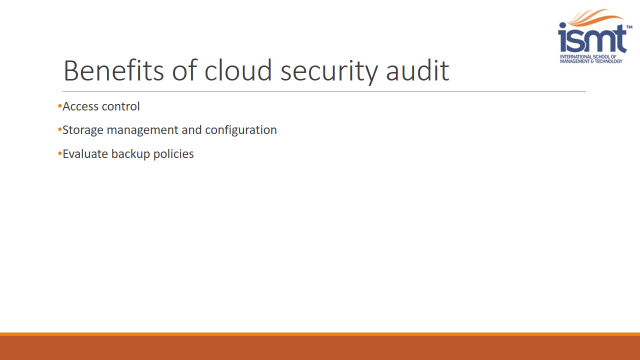 ismt™
INTERNATIONAL SCHOOL OF
MANAGEMENT & TECHNOLOGY
Benefits of cloud security audit
•Access control
•Storage management and configuration
•Evaluate backup policies